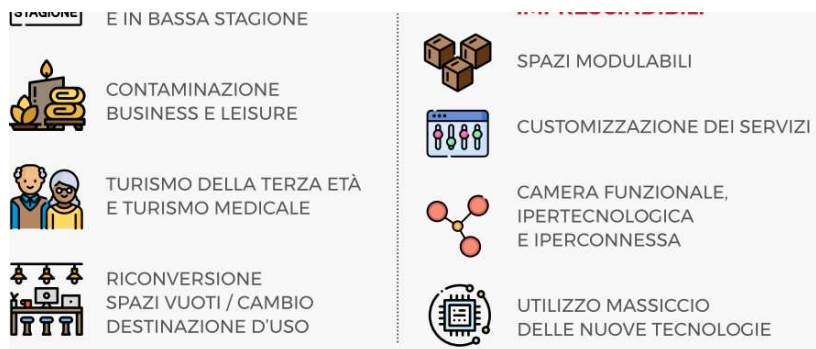 STAGIONE
E IN BASSA STAGIONE
CONTAMINAZIONE
BUSINESS E LEISURE
TURISMO DELLA TERZA ETÀ
E TURISMO MEDICALE
RICONVERSIONE
SPAZI VUOTI / CAMBIO
DESTINAZIONE D'USO
IMPRESCINDIBILI
SPAZI MODULABILI
CUSTOMIZZAZIONE DEI SERVIZI
CAMERA FUNZIONALE,
IPERTECNOLOGICA
E IPERCONNESSA
UTILIZZO MASSICCIO
DELLE NUOVE TECNOLOGIE